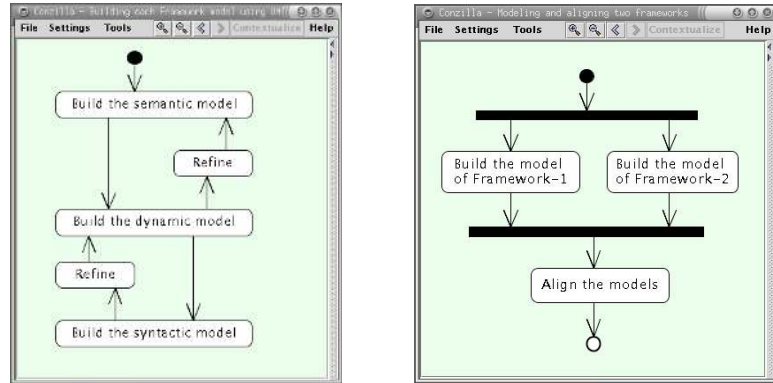 Conzilla - Building each Framework model using UML
File Settings Tools Contextualize Help
Build the semantic model
Refine
Build the dynamic model
Refine
Build the syntactic model
Conzilla - Modeling and aligning two frameworks
File Settings Tools Contextualize Help
Build the model
of Framework-1
Build the model
of Framework-2
Align the models